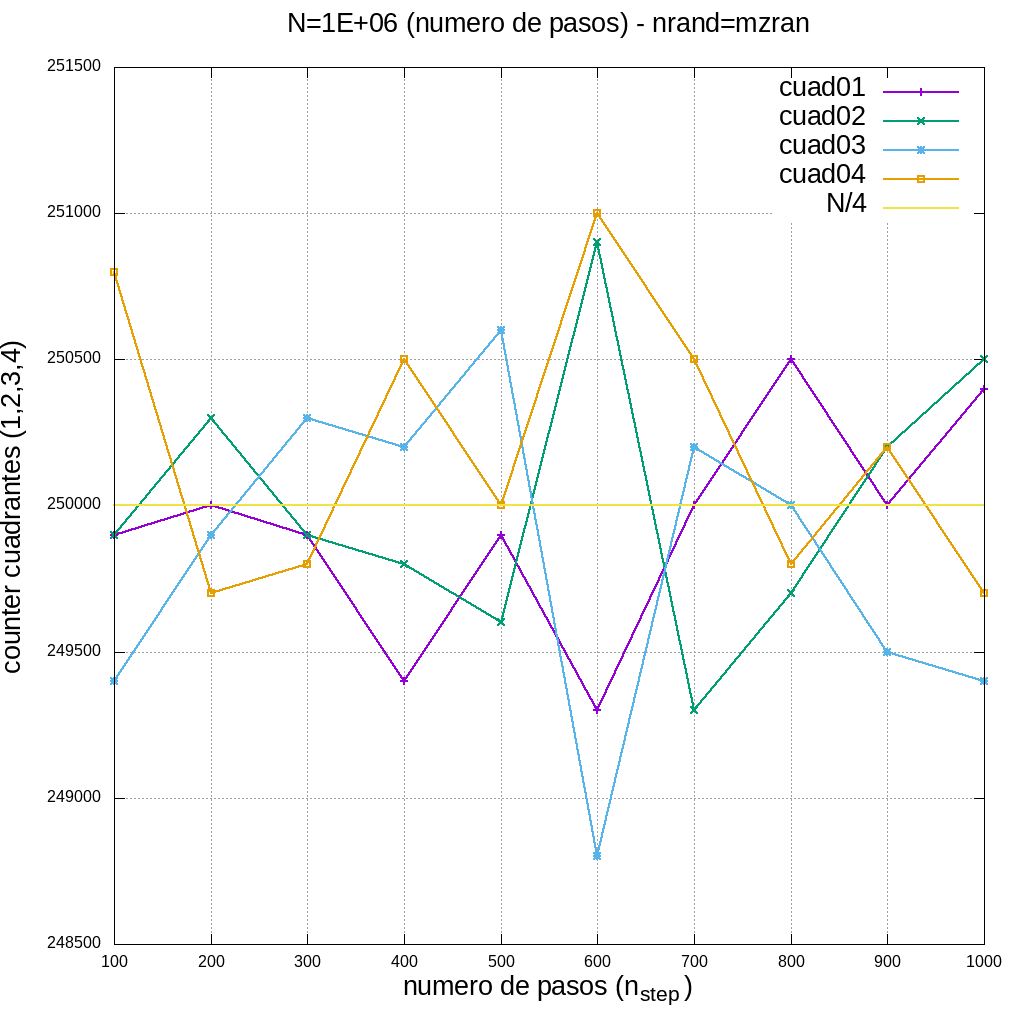 N=1E+06 (numero de pasos) - nrand=mzran
251500
251000
250500
250000
249500
249000
248500
counter cuadrantes (1,2,3,4)
cuad01
cuad02
cuad03
cuad04
N/4
100 200 300 400 500 600 700 800 900 1000
numero de pasos (nstep)